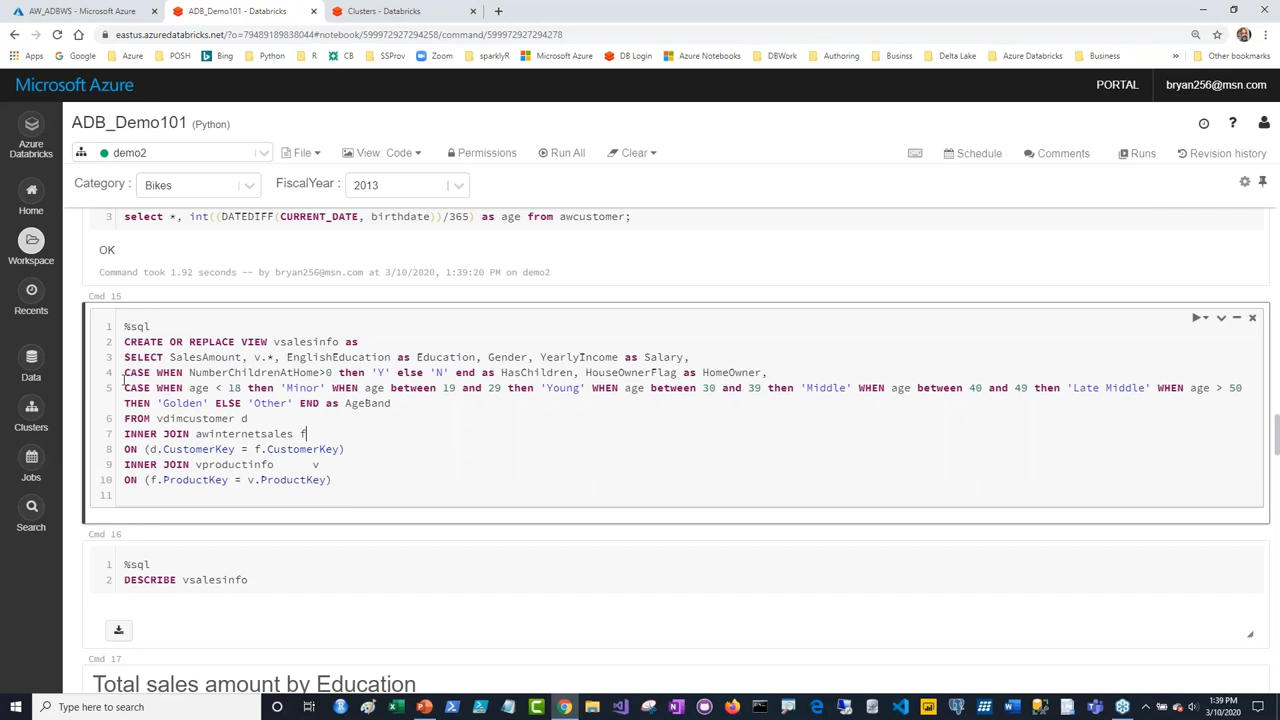 AW_ADBWS - Microsoft Azure
ADB_Demo101 - Databricks
Clusters - Databricks
eastus.azuredatabricks.net/?o=79489189838044#notebook/599972927294258/command/599972927294278
Apps Google Azure POSH Bing Python R CB SSProv Zoom sparklyR Microsoft Azure DB Login Azure Notebooks DBWork Authoring Businss Delta Lake Azure Databricks Business » Other bookmarks
Microsoft Azure PORTAL bryan256@msn.com
Azure Databricks
Home
Workspace
Recents
Data
Clusters
Jobs
Search
ADB_Demo101 (Python)
demo2 File View: Code Permissions Run All Clear Schedule Comments Runs Revision history
Category : Bikes FiscalYear : 2013
3 select *, int((DATEDIFF(CURRENT_DATE, birthdate))/365) as age from awcustomer;
OK
Command took 1.92 seconds -- by bryan256@msn.com at 3/10/2020, 1:39:20 PM on demo2
Cmd 15
1 %sql
2 CREATE OR REPLACE VIEW vsalesinfo as
3 SELECT SalesAmount, v.*, EnglishEducation as Education, Gender, YearlyIncome as Salary,
4 CASE WHEN NumberChildrenAtHome>0 then 'Y' else 'N' end as HasChildren, HouseOwnerFlag as HomeOwner,
5 CASE WHEN age < 18 then 'Minor' WHEN age between 19 and 29 then 'Young' WHEN age between 30 and 39 then 'Middle' WHEN age between 40 and 49 then 'Late Middle' WHEN age > 50
THEN 'Golden' ELSE 'Other' END as AgeBand
6 FROM vdimcustomer d
7 INNER JOIN awinternetsales f
8 ON (d.CustomerKey = f.CustomerKey)
9 INNER JOIN vproductinfo v
10 ON (f.ProductKey = v.ProductKey)
11
Cmd 16
1 %sql
2 DESCRIBE vsalesinfo
Cmd 17
Total sales amount by Education
Type here to search
1:39 PM
3/10/2020